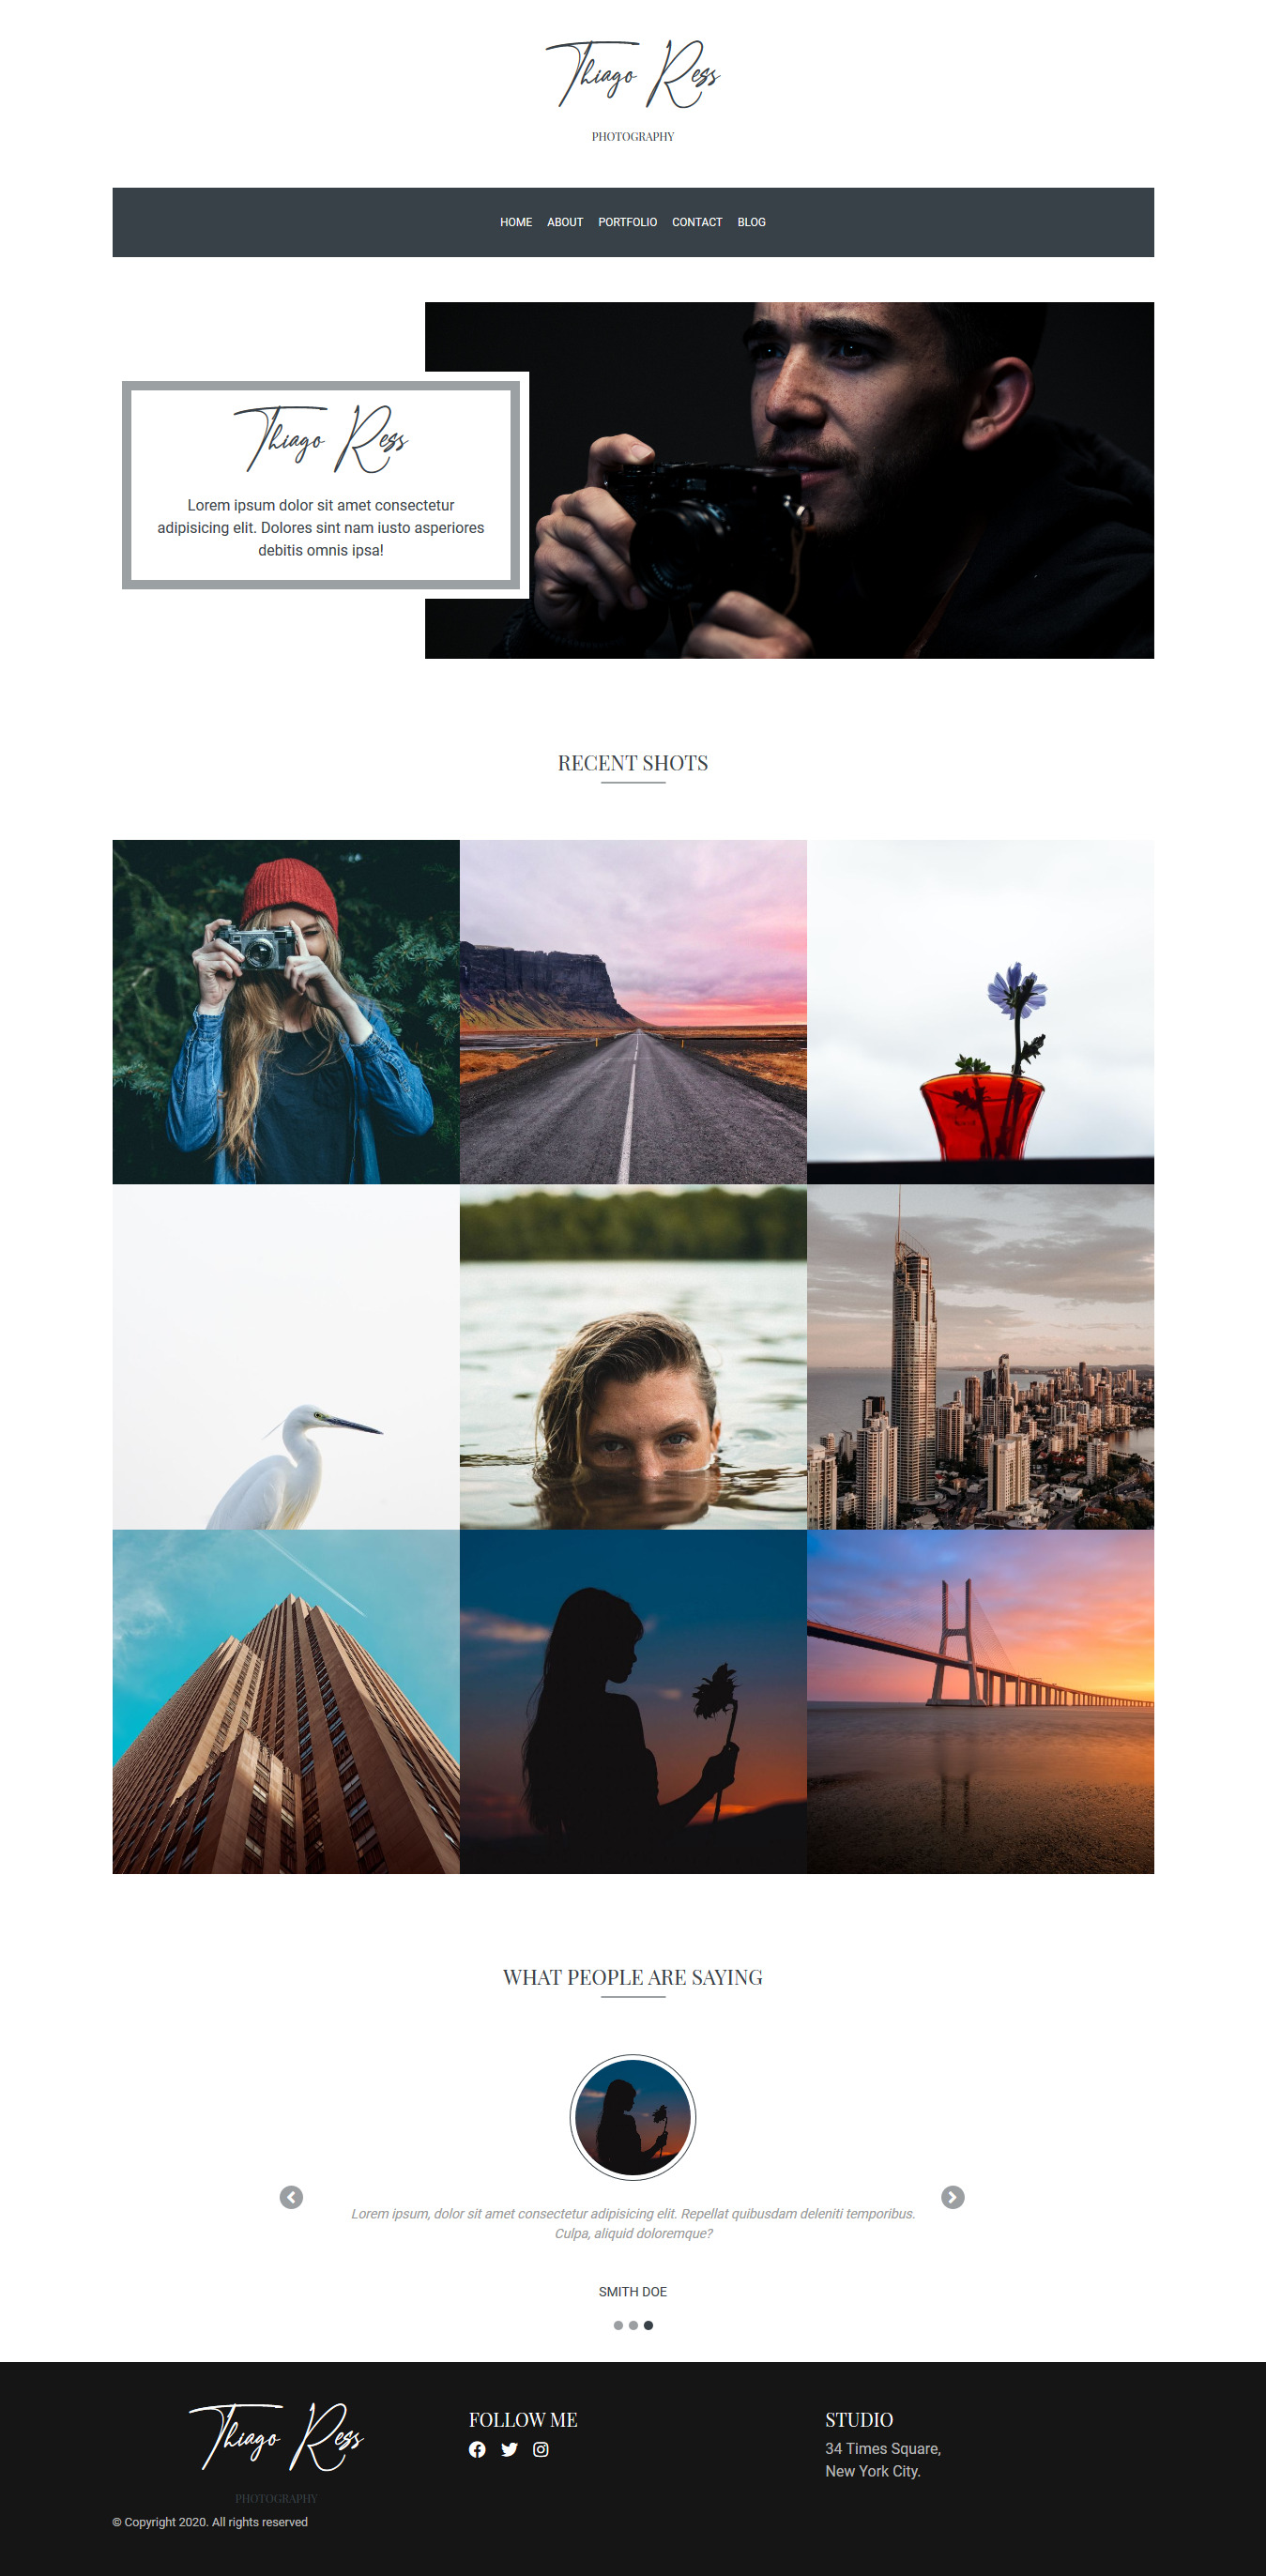 Thiago Ress
PHOTOGRAPHY
HOME ABOUT PORTFOLIO CONTACT BLOG
Thiago Ress
Lorem ipsum dolor sit amet consectetur
adipisicing elit. Dolores sint nam iusto asperiores
debitis omnis ipsa!
RECENT SHOTS
WHAT PEOPLE ARE SAYING
Lorem ipsum, dolor sit amet consectetur adipisicing elit. Repellat quibusdam deleniti temporibus.
Culpa, aliquid doloremque?
SMITH DOE
Thiago Ress
PHOTOGRAPHY
© Copyright 2020. All rights reserved
FOLLOW ME
STUDIO
34 Times Square,
New York City.